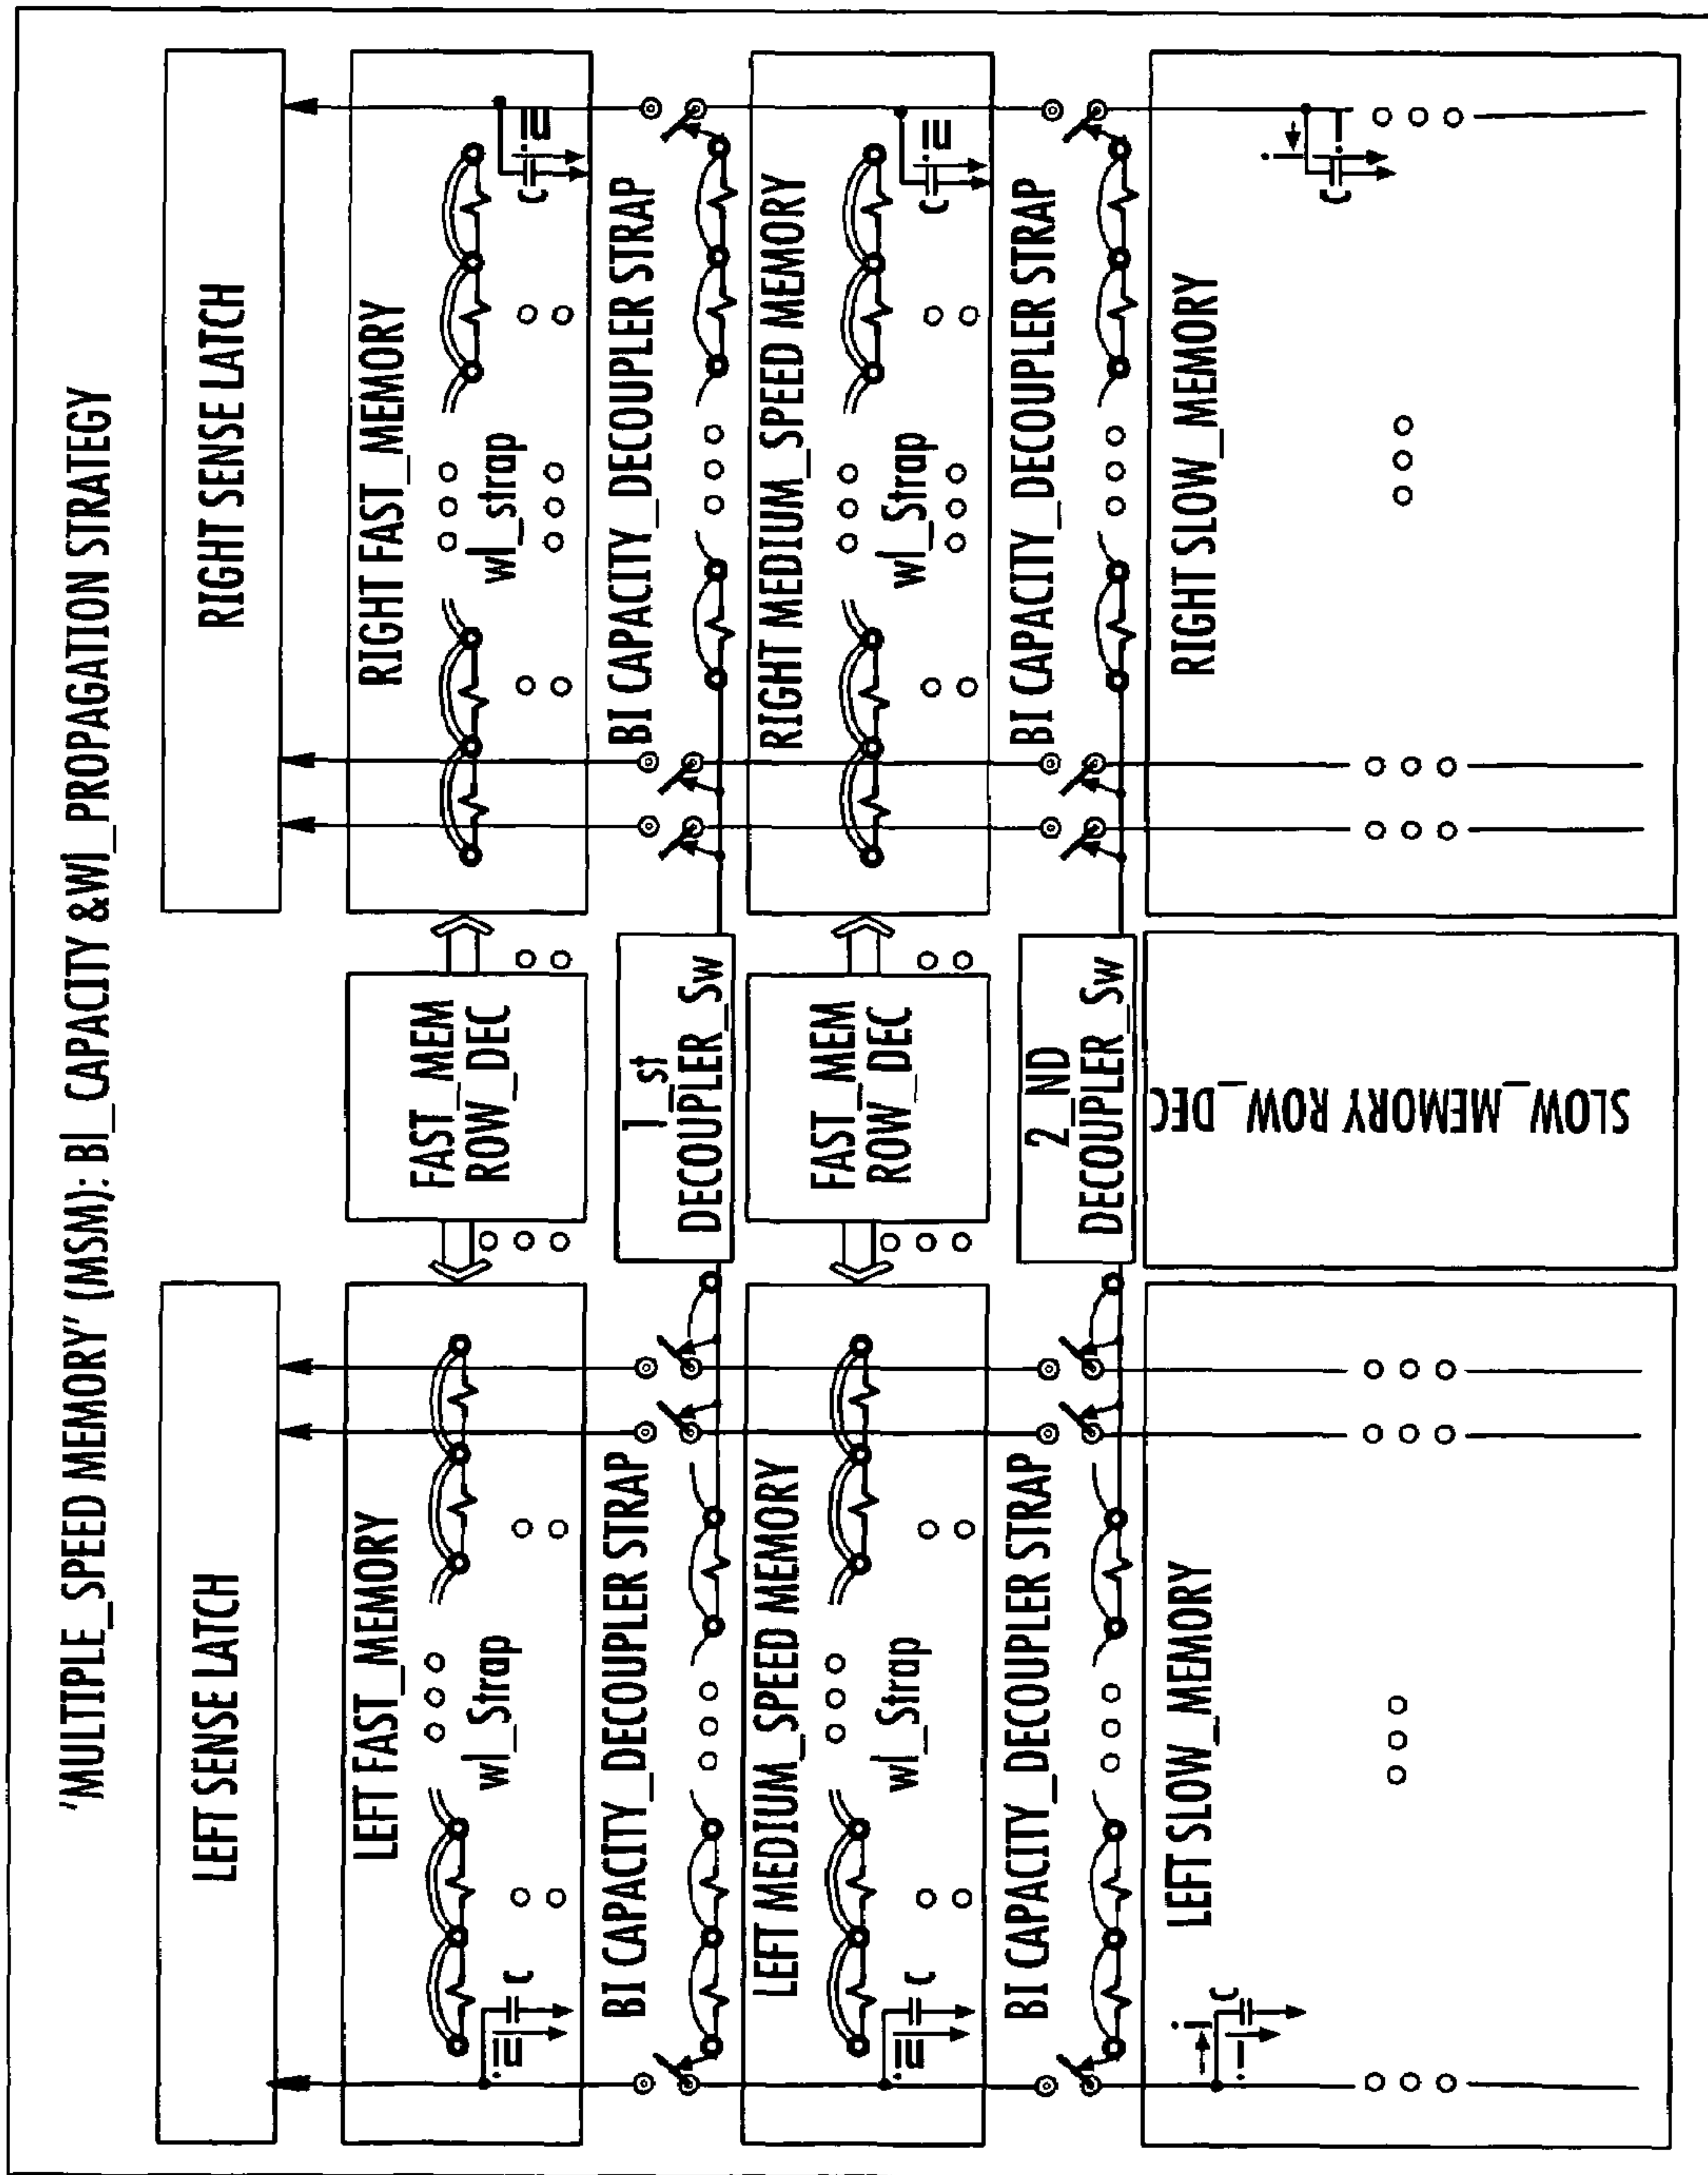 'MULTIPLE_SPEED MEMORY' (MSM): Bl_CAPACITY &Wl_PROPAGATION STRATEGY
LEFT SENSE LATCH
RIGHT SENSE LATCH
LEFT FAST_MEMORY
wl_Strap
C
FAST_MEM
ROW_DEC
RIGHT FAST_MEMORY
wl_strap
C
BI CAPACITY_DECOUPLER STRAP
1_st
DECOUPLER_Sw
BI CAPACITY_DECOUPLER STRAP
LEFT MEDIUM_SPEED MEMORY
wl_Strap
C
FAST_MEM
ROW_DEC
RIGHT MEDIUM_SPEED MEMORY
wl_Strap
C
BI CAPACITY_DECOUPLER STRAP
2_ND
DECOUPLER_Sw
BI CAPACITY_DECOUPLER STRAP
LEFT SLOW_MEMORY
i
C
SLOW_MEMORY ROW_DEC
RIGHT SLOW_MEMORY
i
C